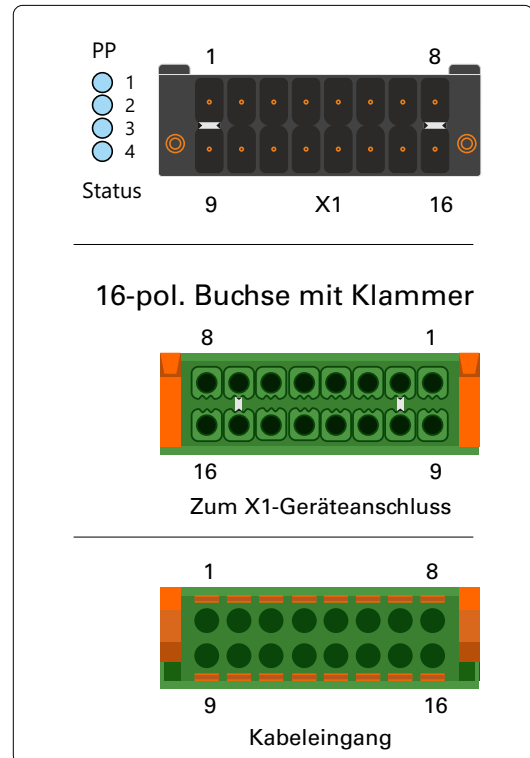 PP
1 8
1
2
3
4
Status
9 X1 16
16-pol. Buchse mit Klammer
8 1
16 9
Zum X1-Geräteanschluss
1 8
9 16
Kabeleingang